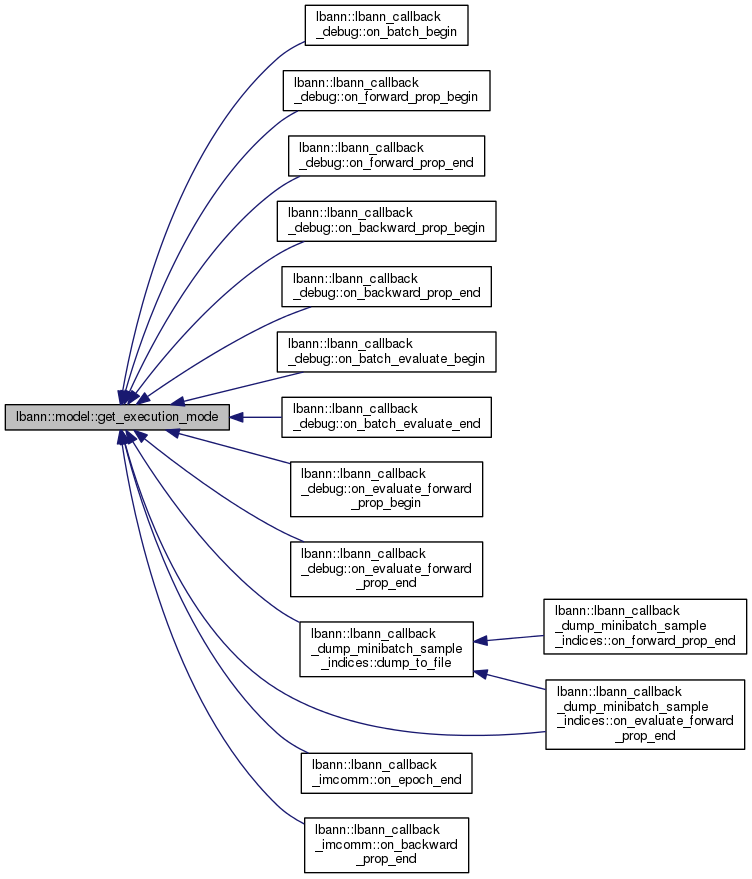 lbann::lbann_callback
_debug::on_batch_begin
lbann::lbann_callback
_debug::on_forward_prop_begin
lbann::lbann_callback
_debug::on_forward_prop_end
lbann::lbann_callback
_debug::on_backward_prop_begin
lbann::lbann_callback
_debug::on_backward_prop_end
lbann::lbann_callback
_debug::on_batch_evaluate_begin
lbann::model::get_execution_mode
lbann::lbann_callback
_debug::on_batch_evaluate_end
lbann::lbann_callback
_debug::on_evaluate_forward
_prop_begin
lbann::lbann_callback
_debug::on_evaluate_forward
_prop_end
lbann::lbann_callback
_dump_minibatch_sample
_indices::dump_to_file
lbann::lbann_callback
_dump_minibatch_sample
_indices::on_forward_prop_end
lbann::lbann_callback
_dump_minibatch_sample
_indices::on_evaluate_forward
_prop_end
lbann::lbann_callback
_imcomm::on_epoch_end
lbann::lbann_callback
_imcomm::on_backward
_prop_end